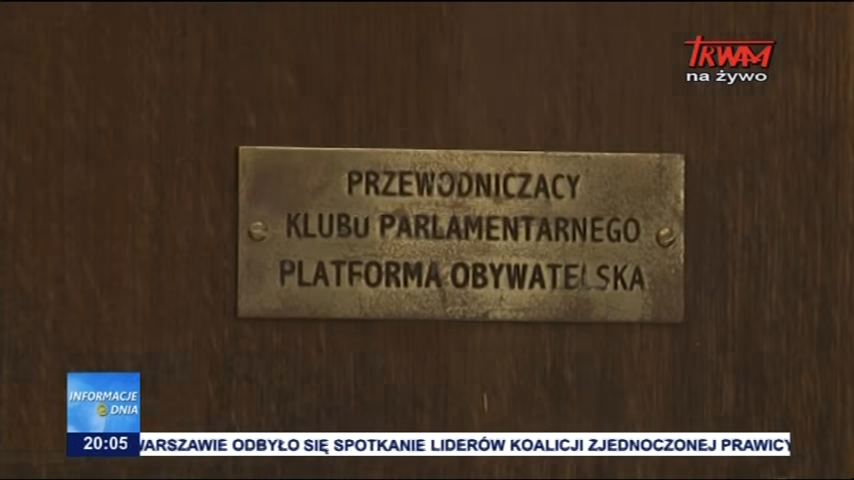 TRWAM
na żywo
PRZEWODNICZACY
KLUBU PARLAMENTARNEGO
PLATFORMA OBYWATELSKA
INFORMACJE
DNIA
20:05 WARSZAWIE ODBYŁO SIĘ SPOTKANIE LIDERÓW KOALICJI ZJEDNOCZONEJ PRAWICY